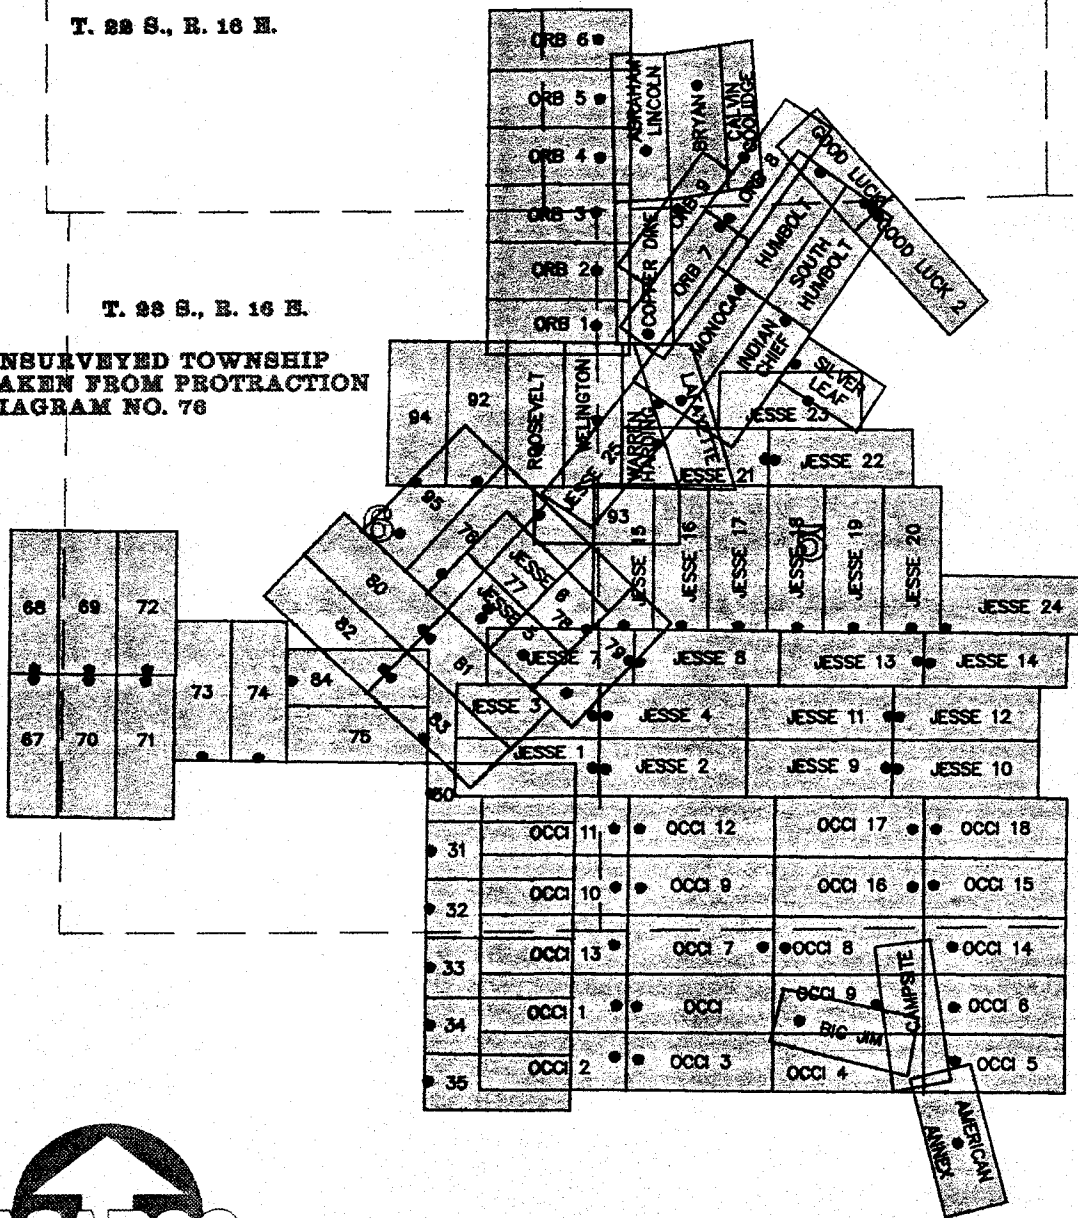 T. 22 S., R. 16 E.
ORB 6
ORB 5
ORB 4
ORB 3
ORB 2
ORB 1
ABRAHAM
LINCOLN
BRYAN
CALVIN
COOLIDGE
COPPER DIKE
ORB 9
ORB 8
ORB 7
GOOD LUCK
GOOD LUCK 2
HUMBOLT
SOUTH
HUMBOLT
MONOCA
INDIAN
CHIEF
SILVER
LEAF
T. 23 S., R. 16 E.
NSURVEYED TOWNSHIP
AKEN FROM PROTRACTION
IAGRAM NO. 76
94
92
ROOSEVELT
WELINGTON
WARREN
HARDING
LAFAYETTE
JESSE 23
JESSE 21
JESSE 22
JESSE 25
95
76
93
JESSE 15
JESSE 16
JESSE 17
JESSE 18
JESSE 19
JESSE 20
JESSE 24
80
77
JESSE 6
JESSE 5
78
79
82
81
83
68
69
72
67
70
71
73
74
84
75
JESSE 7
JESSE 8
JESSE 13
JESSE 14
JESSE 3
JESSE 4
JESSE 11
JESSE 12
JESSE 1
JESSE 2
JESSE 9
JESSE 10
31
32
33
34
35
OCCI 11
OCCI 12
OCCI 17
OCCI 18
OCCI 10
OCCI 9
OCCI 16
OCCI 15
OCCI 13
OCCI 7
OCCI 8
OCCI 14
OCCI 1
OCCI
OCCI 9
OCCI 6
OCCI 2
OCCI 3
OCCI 4
OCCI 5
CAMPSITE
BIG JIM
AMERICAN
ANNEX